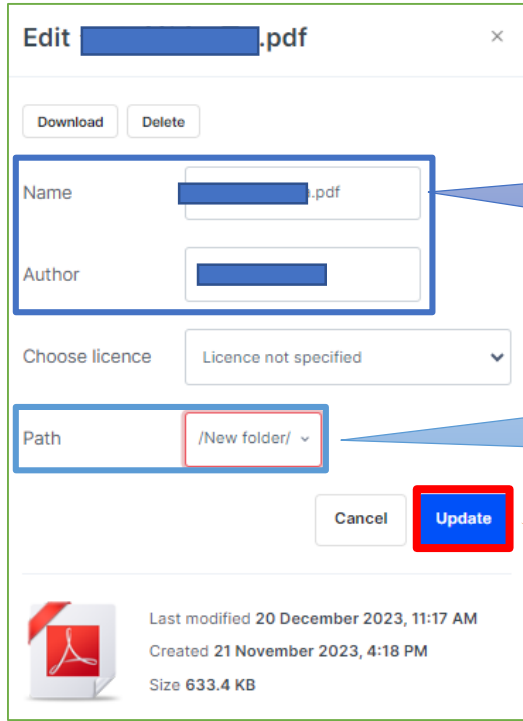 Edit .pdf ×
Download Delete
Name .pdf
Author
Choose licence Licence not specified
Path /New folder/
Cancel Update
Last modified 20 December 2023, 11:17 AM
Created 21 November 2023, 4:18 PM
Size 633.4 KB